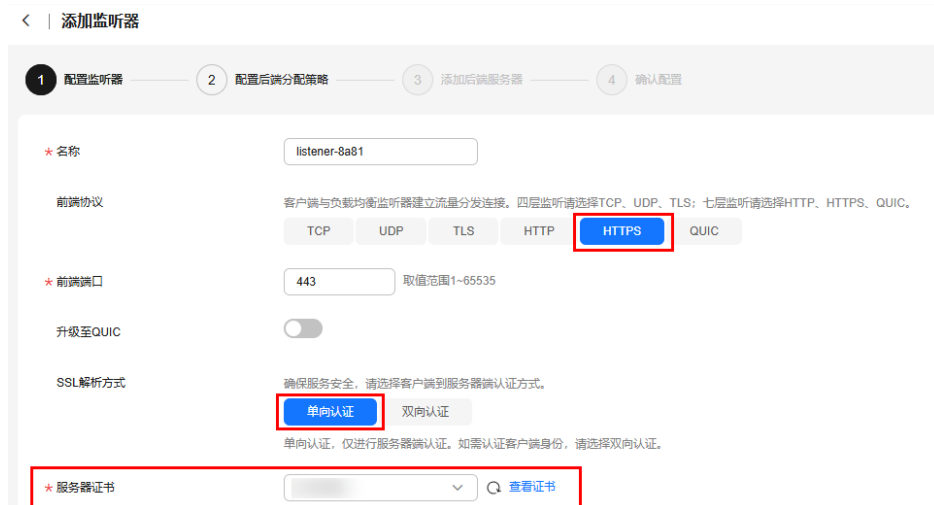 添加监听器
1 配置监听器 2 配置后端分配策略 3 添加后端服务器 4 确认配置
* 名称 listener-8a81
前端协议 客户端与负载均衡监听器建立流量分发连接。四层监听请选择TCP、UDP、TLS；七层监听请选择HTTP、HTTPS、QUIC。
TCP UDP TLS HTTP HTTPS QUIC
* 前端端口 443 取值范围1~65535
升级至QUIC
SSL解析方式 确保服务安全，请选择客户端到服务器端认证方式。
单向认证 双向认证
单向认证，仅进行服务器端认证。如需认证客户端身份，请选择双向认证。
* 服务器证书 查看证书